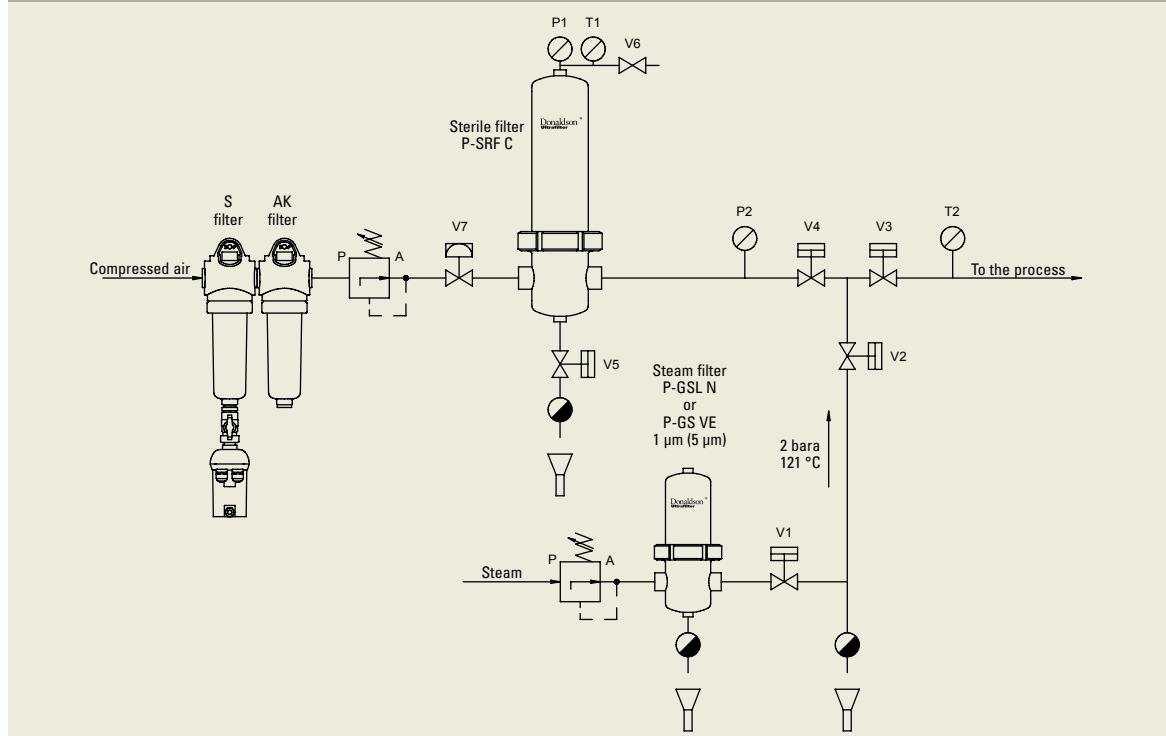 P1
T1
V6
Donaldson®
Ultrafilter
Sterile filter
P-SRF C
S
filter
AK
filter
P2
V4
V3
T2
V7
P
A
Compressed air
To the process
V5
V2
Steam filter
P-GSL N
or
P-GS VE
1 µm (5 µm)
2 bara
121 °C
Donaldson®
Ultrafilter
V1
P
A
Steam